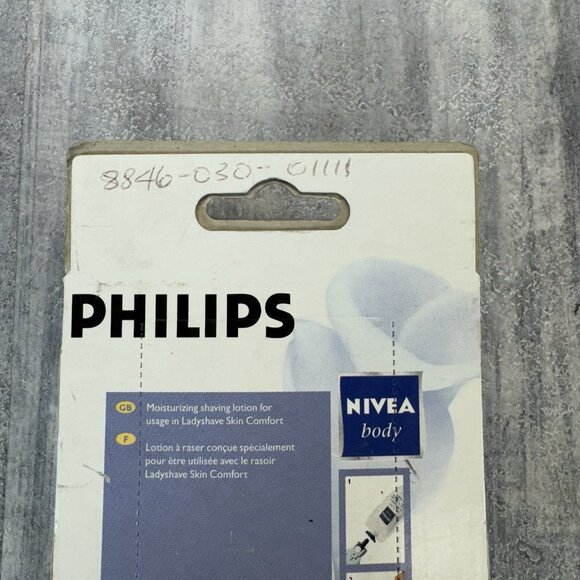 8846-030-01111
PHILIPS
GB Moisturizing shaving lotion for
usage in Ladyshave Skin Comfort
F Lotion à raser conçue spécialement
pour être utilisée avec le rasoir
Ladyshave Skin Comfort
NIVEA
body
1